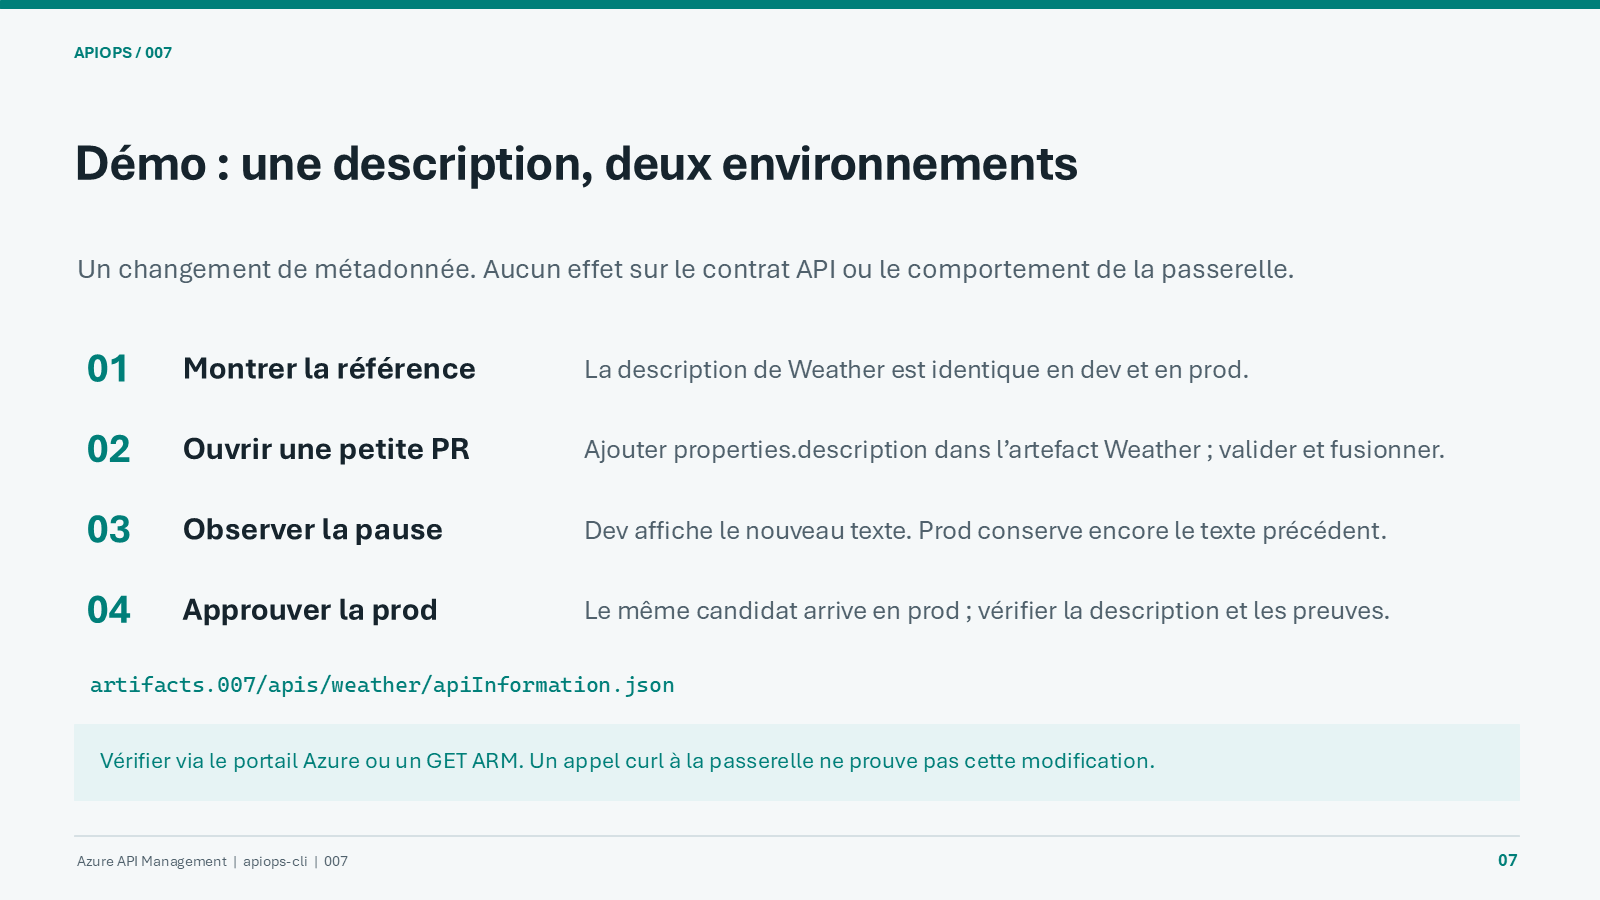 APIOPS / 007
Démo : une description, deux environnements
Un changement de métadonnée. Aucun effet sur le contrat API ou le comportement de la passerelle.
01 Montrer la référence La description de Weather est identique en dev et en prod.
02 Ouvrir une petite PR Ajouter properties.description dans l’artefact Weather ; valider et fusionner.
03 Observer la pause Dev affiche le nouveau texte. Prod conserve encore le texte précédent.
04 Approuver la prod Le même candidat arrive en prod ; vérifier la description et les preuves.
artifacts.007/apis/weather/apiInformation.json
Vérifier via le portail Azure ou un GET ARM. Un appel curl à la passerelle ne prouve pas cette modification.
Azure API Management | apiops-cli | 007 07